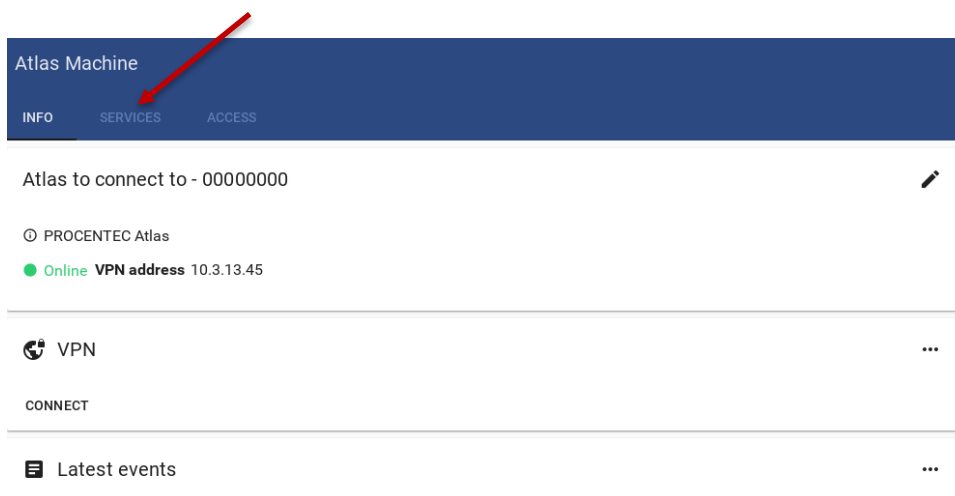 Atlas Machine
INFO SERVICES ACCESS
Atlas to connect to - 00000000
PROCENTEC Atlas
Online VPN address 10.3.13.45
VPN
CONNECT
Latest events